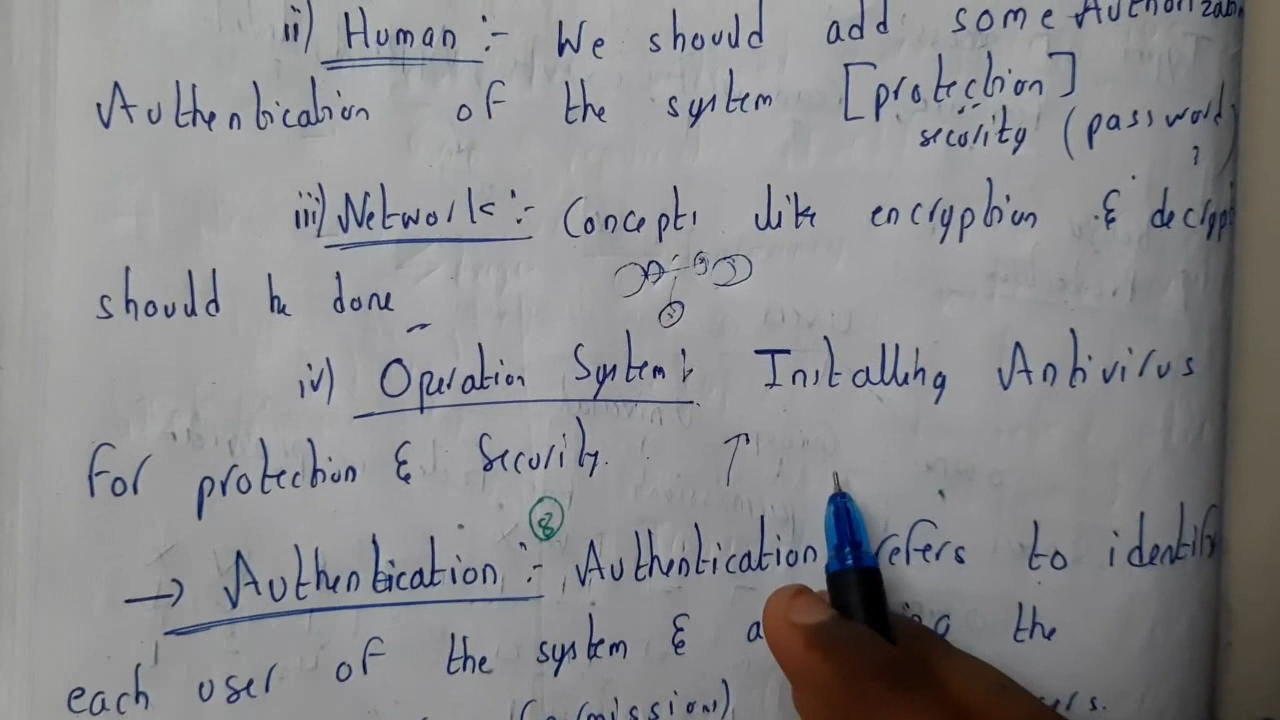 ii) Human :- We should add some
Authentication of the system [protection]
security (password)
iii) Network :- Concepts like encryption &
should be done
iv) Operation System : Installing Antivirus
For protection & Security.
8
→ Authentication :- Authentication refers to identify
each user of the system & the